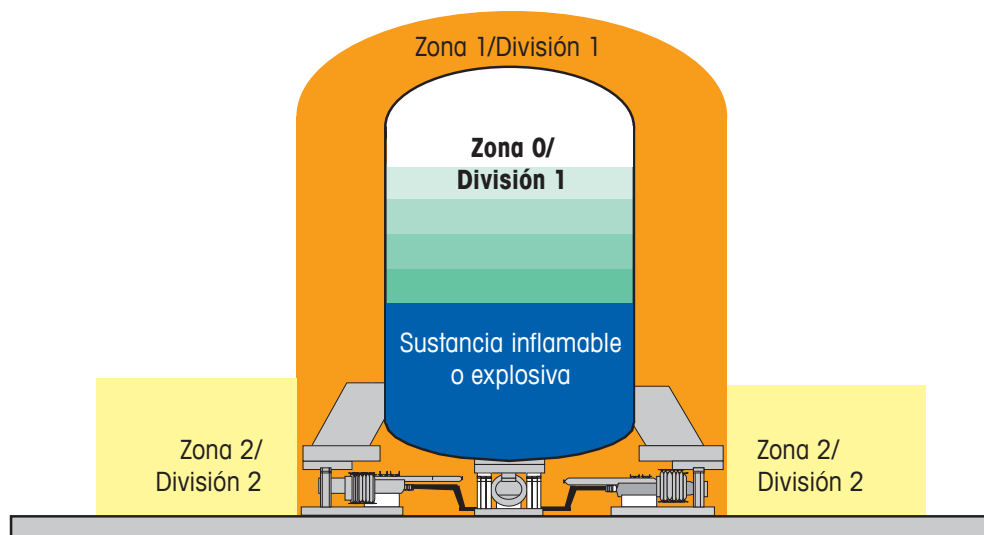 Zona 1/División 1
Zona 0/
División 1
Sustancia inflamable
o explosiva
Zona 2/
División 2
Zona 2/
División 2